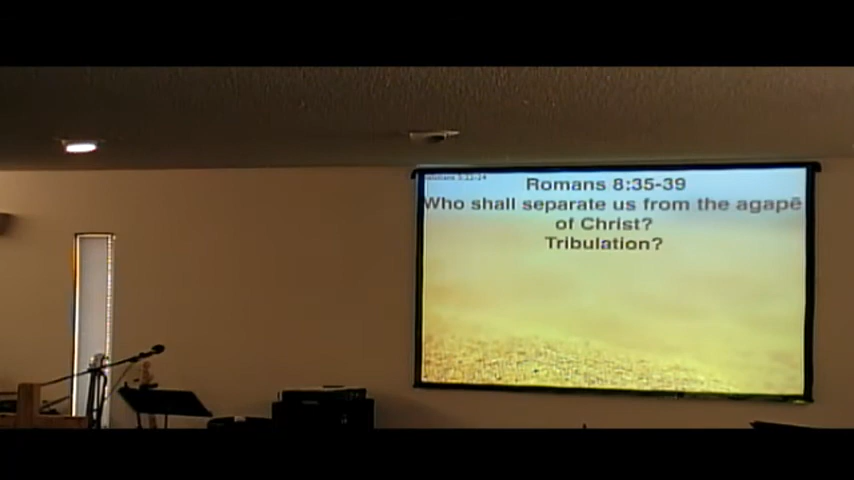 Romans 8:35-39
Who shall separate us from the agapē
of Christ?
Tribulation?